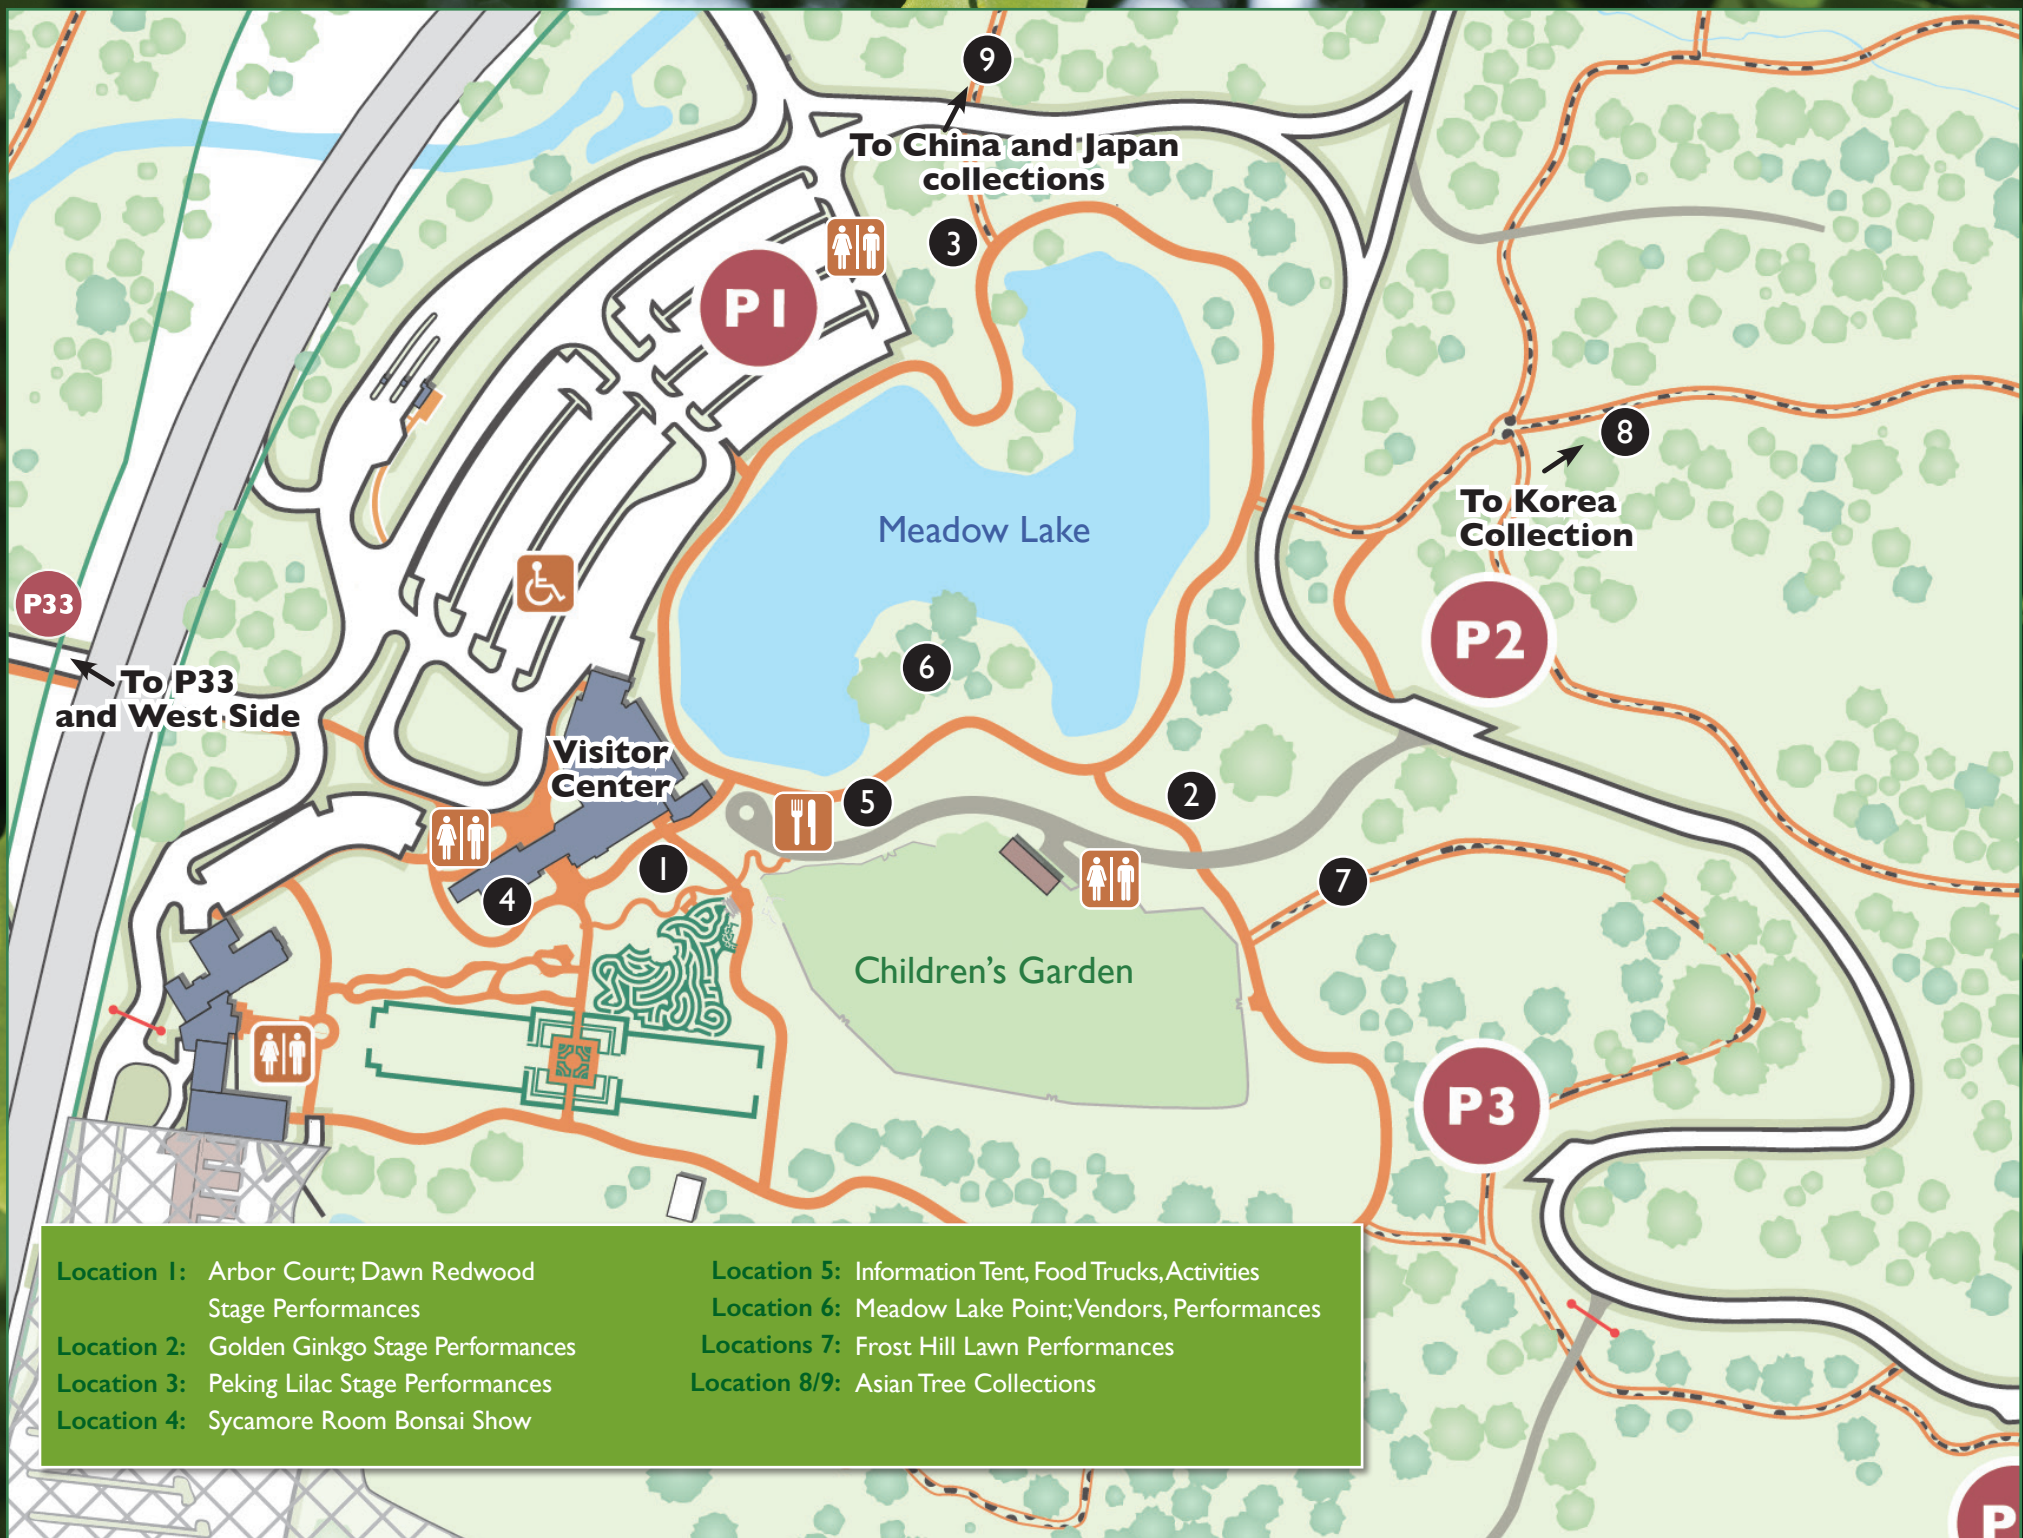 9
To China and Japan
collections
3
P1
8
To Korea
Collection
Meadow Lake
P33
To P33
and West Side
P2
6
Visitor
Center
5
2
1
4
7
Children's Garden
P3
Location 1: Arbor Court; Dawn Redwood
Stage Performances
Location 2: Golden Ginkgo Stage Performances
Location 3: Peking Lilac Stage Performances
Location 4: Sycamore Room Bonsai Show
Location 5: Information Tent, Food Trucks, Activities
Location 6: Meadow Lake Point; Vendors, Performances
Locations 7: Frost Hill Lawn Performances
Location 8/9: Asian Tree Collections
P